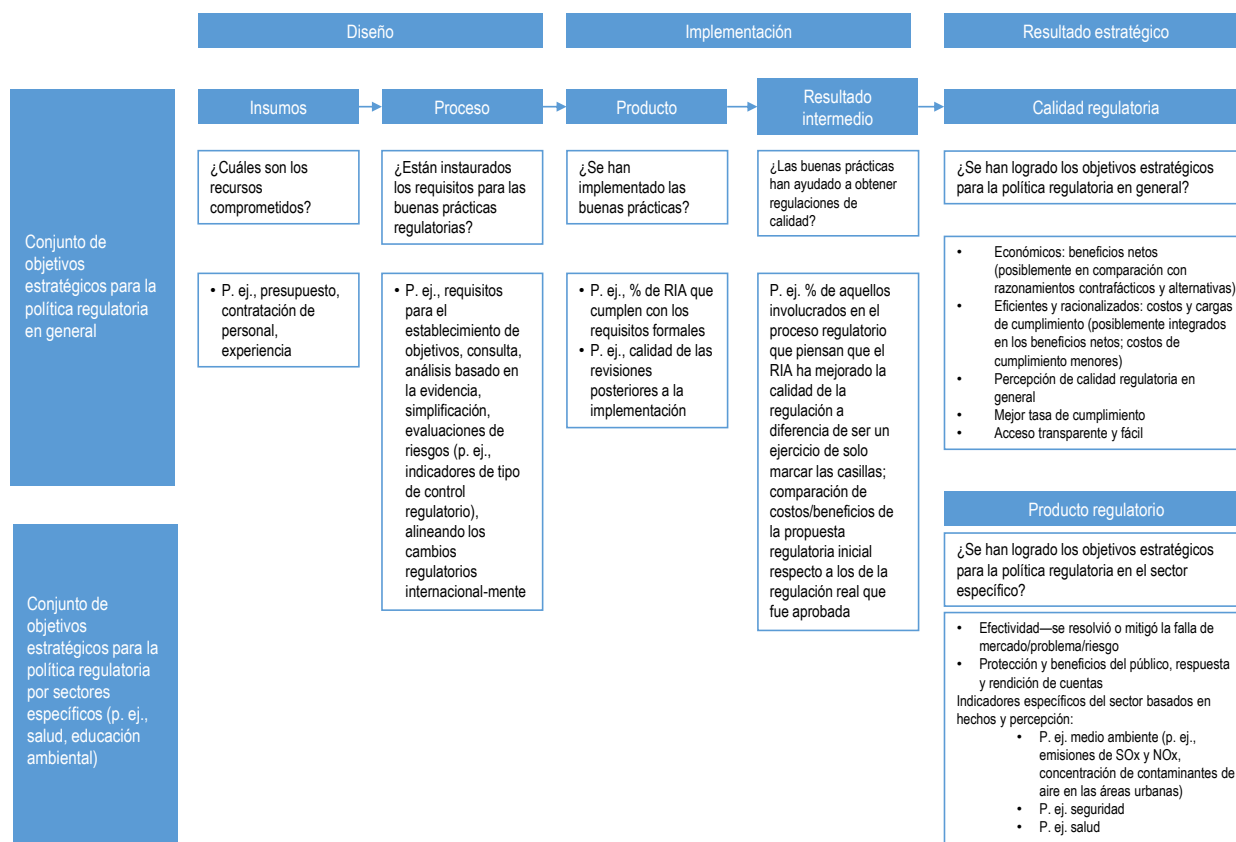 Diseño
Implementación
Resultado estratégico
Insumos
Proceso
Producto
Resultado
intermedio
Calidad regulatoria
Conjunto de
objetivos
estratégicos para la
política regulatoria
en general
¿Cuáles son los
recursos
comprometidos?
¿Están instaurados
los requisitos para las
buenas prácticas
regulatorias?
¿Se han
implementado las
buenas prácticas?
¿Las buenas prácticas
han ayudado a obtener
regulaciones de
calidad?
¿Se han logrado los objetivos estratégicos
para la política regulatoria en general?
• P. ej., presupuesto,
contratación de
personal,
experiencia
• P. ej., requisitos
para el
establecimiento de
objetivos, consulta,
análisis basado en
la evidencia,
simplificación,
evaluaciones de
riesgos (p. ej.,
indicadores de tipo
de control
regulatorio),
alineando los
cambios
regulatorios
internacional-mente
• P. ej., % de RIA que
cumplen con los
requisitos formales
• P. ej., calidad de las
revisiones
posteriores a la
implementación
P. ej. % de aquellos
involucrados en el
proceso regulatorio
que piensan que el
RIA ha mejorado la
calidad de la
regulación a
diferencia de ser un
ejercicio de solo
marcar las casillas;
comparación de
costos/beneficios de
la propuesta
regulatoria inicial
respecto a los de la
regulación real que
fue aprobada
• Económicos: beneficios netos
(posiblemente en comparación con
razonamientos contrafácticos y alternativas)
• Eficientes y racionalizados: costos y cargas
de cumplimiento (posiblemente integrados
en los beneficios netos; costos de
cumplimiento menores)
• Percepción de calidad regulatoria en
general
• Mejor tasa de cumplimiento
• Acceso transparente y fácil
Conjunto de
objetivos
estratégicos para la
política regulatoria
por sectores
específicos (p. ej.,
salud, educación
ambiental)
Producto regulatorio
¿Se han logrado los objetivos estratégicos
para la política regulatoria en el sector
específico?
• Efectividad—se resolvió o mitigó la falla de
mercado/problema/riesgo
• Protección y beneficios del público, respuesta
y rendición de cuentas
Indicadores específicos del sector basados en
hechos y percepción:
• P. ej. medio ambiente (p. ej.,
emisiones de SOx y NOx,
concentración de contaminantes de
aire en las áreas urbanas)
• P. ej. seguridad
• P. ej. salud